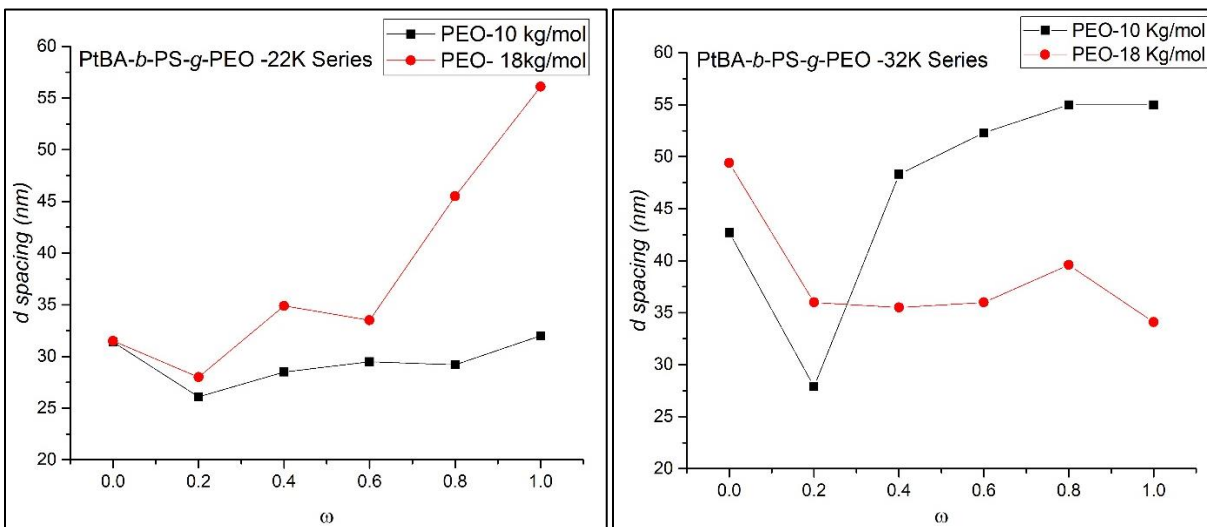 PEO-10 kg/mol
PEO- 18kg/mol
PtBA-b-PS-g-PEO -22K Series
60
55
50
45
40
35
30
25
20
d spacing (nm)
0.0 0.2 0.4 0.6 0.8 1.0
ω
PEO-10 Kg/mol
PEO-18 Kg/mol
PtBA-b-PS-g-PEO -32K Series
60
55
50
45
40
35
30
25
20
d spacing (nm)
0.0 0.2 0.4 0.6 0.8 1.0
ω